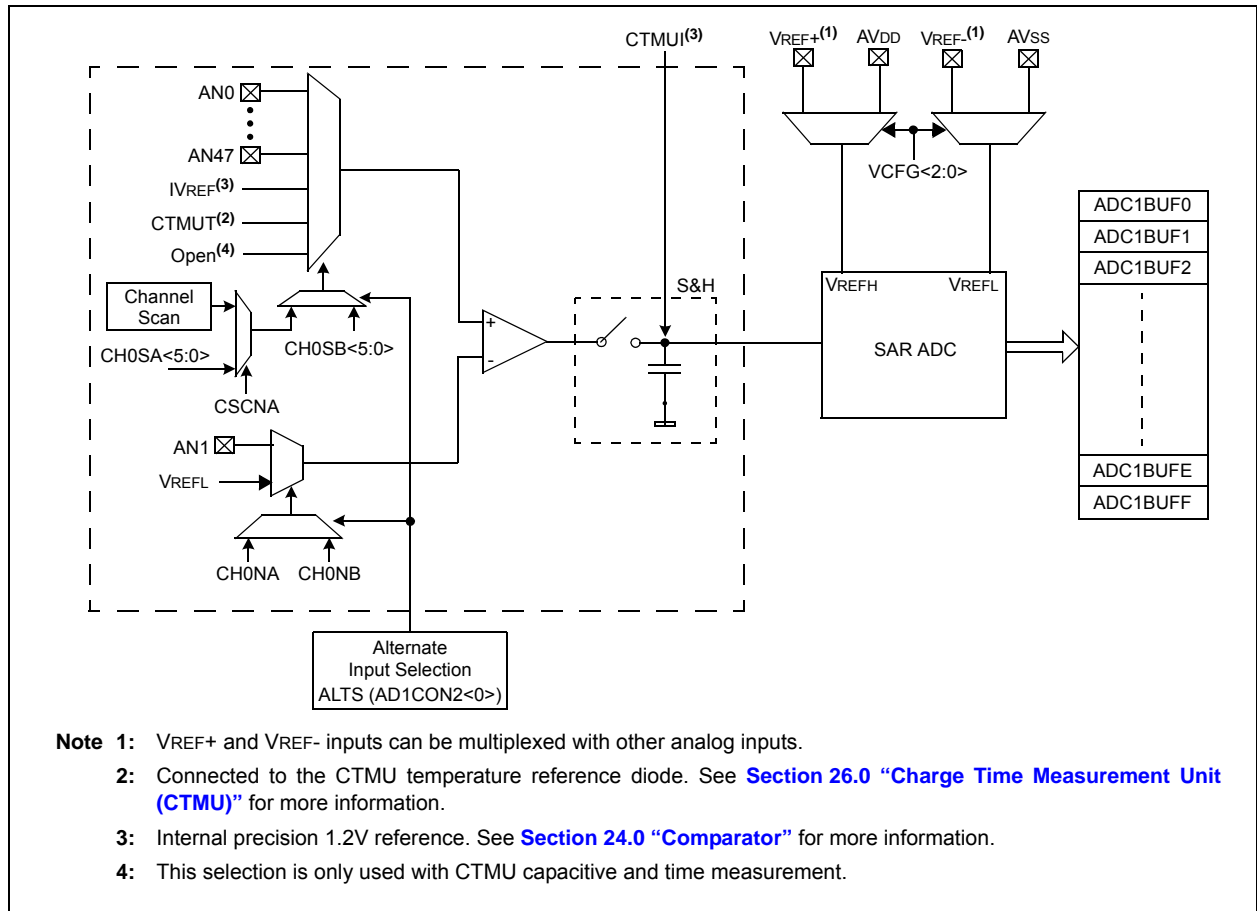 CTMUI(3)
VREF+(1) AVDD VREF-(1) AVSS
AN0
AN47
IVREF(3)
CTMUT(2)
Open(4)
VCFG<2:0>
ADC1BUF0
ADC1BUF1
ADC1BUF2
S&H
VREFH VREFL
Channel
Scan
CH0SA<5:0>
CH0SB<5:0>
+
-
SAR ADC
CSCNA
AN1
VREFL
ADC1BUFE
ADC1BUFF
CH0NA CH0NB
Alternate
Input Selection
ALTS (AD1CON2<0>)
Note 1: VREF+ and VREF- inputs can be multiplexed with other analog inputs.
2: Connected to the CTMU temperature reference diode. See Section 26.0 “Charge Time Measurement Unit
(CTMU)” for more information.
3: Internal precision 1.2V reference. See Section 24.0 “Comparator” for more information.
4: This selection is only used with CTMU capacitive and time measurement.